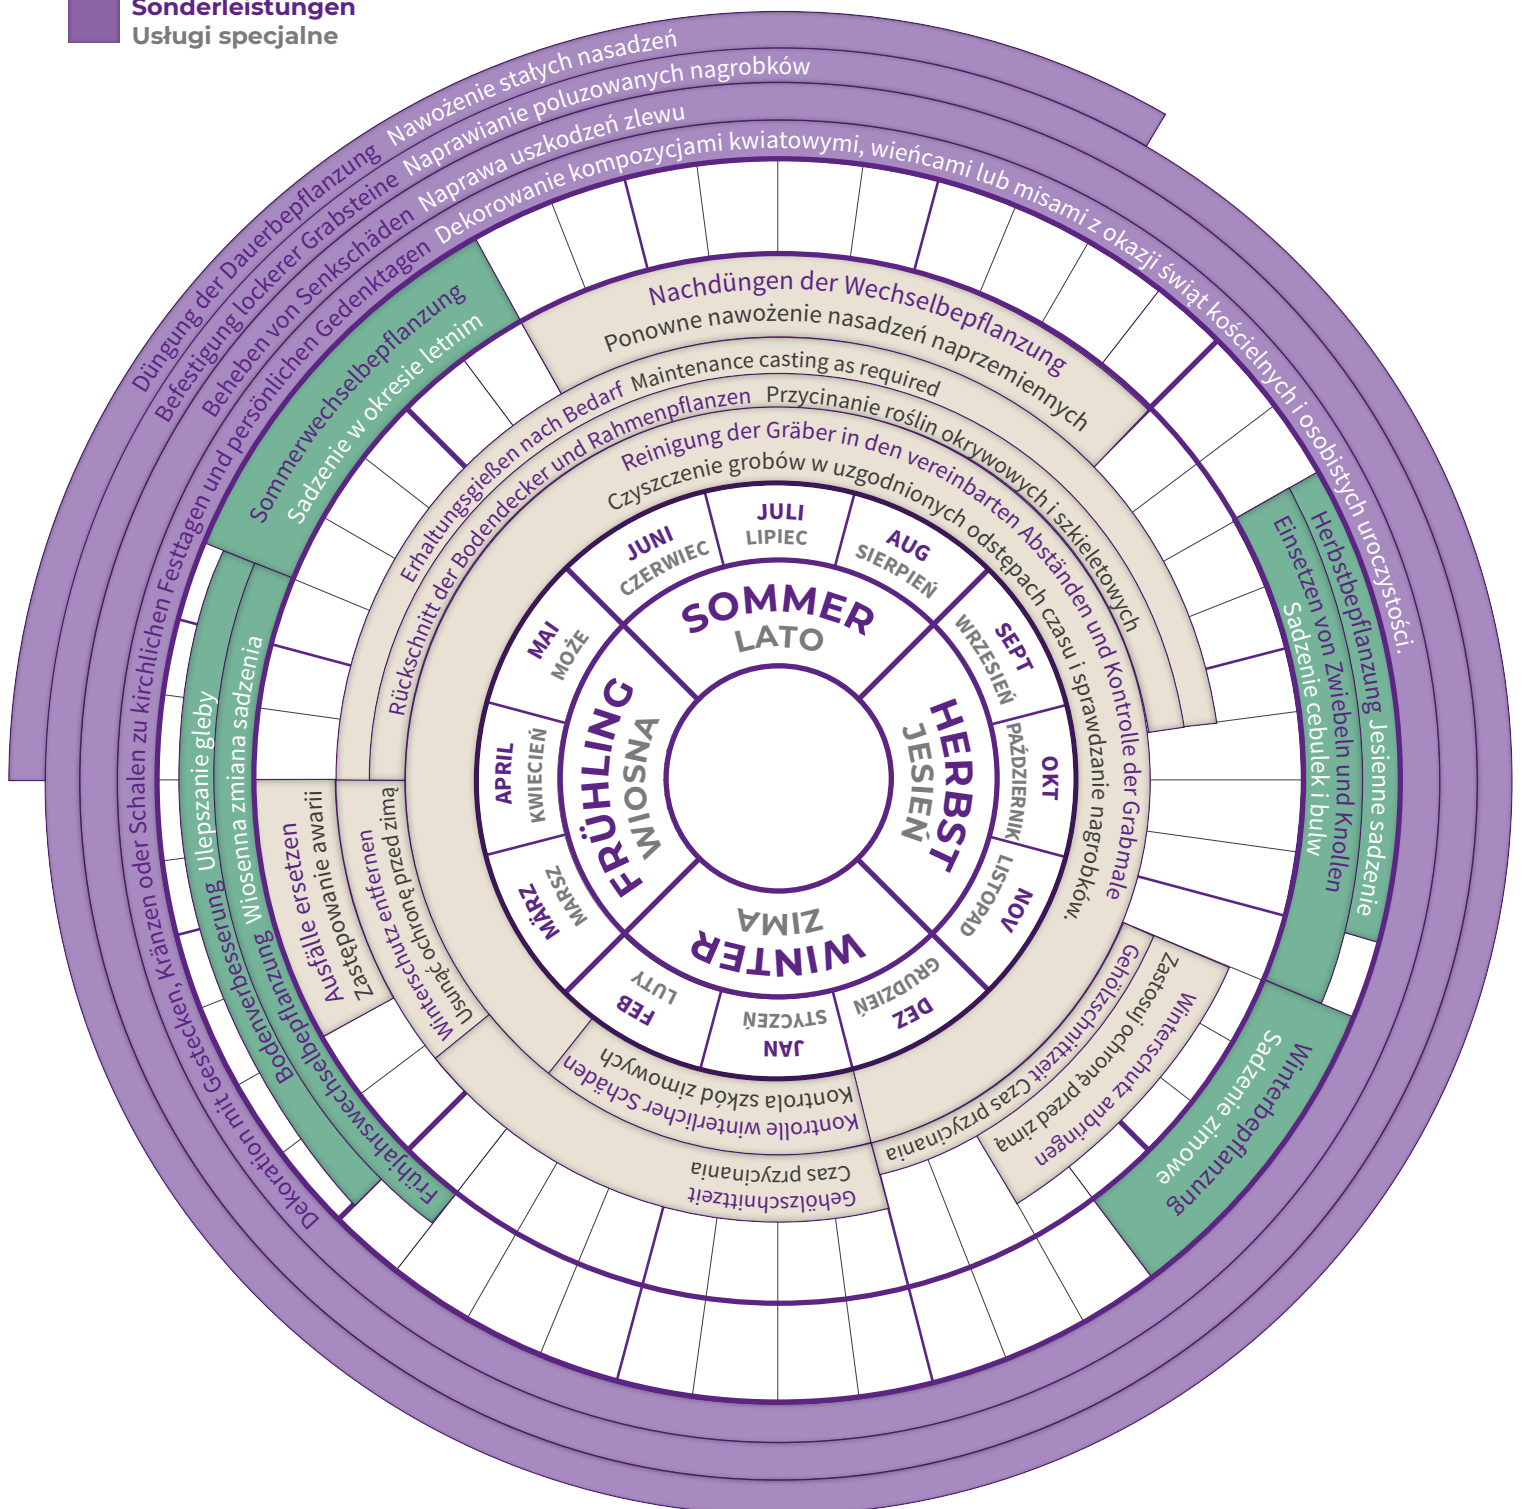 Sonderleistungen
Usługi specjalne
Düngung der Dauerbepflanzung Nawożenie stałych nasadzeń
Befestigung lockerer Grabsteine Naprawianie poluzowanych nagrobków
Beheben von Senkschäden Naprawa uszkodzeń zlewu
Dekoration mit Gestecken, Kränzen oder Schalen zu kirchlichen Festtagen und persönlichen Gedenktagen Dekorowanie kompozycjami kwiatowymi, wieńcami lub misami z okazji świąt kościelnych i osobistych uroczystości.
Sommerwechselbepflanzung
Sadzenie w okresie letnim
Bodenverbesserung Ulepszanie gleby
Frühjahrswechselbepflanzung Wiosenna zmiana sadzenia
Herbstbepflanzung Jesienne sadzenie
Einsetzen von Zwiebeln und Knollen
Sadzenie cebulek i bulw
Winterbepflanzung
Sadzenie zimowe
Nachdüngen der Wechselbepflanzung
Ponowne nawożenie nasadzeń naprzemiennych
Erhaltungsgießen nach Bedarf Maintenance casting as required
Rückschnitt der Bodendecker und Rahmenpflanzen Przycinanie roślin okrywowych i szkieletowych
Reinigung der Gräber in den vereinbarten Abständen und Kontrolle der Grabmale
Czyszczenie grobów w uzgodnionych odstępach czasu i sprawdzanie nagrobków.
Ausfälle ersetzen
Zastępowanie awarii
Winterschutz entfernen
Usunąć ochronę przed zimą
Kontrolle winterlicher Schäden
Kontrola szkód zimowych
Gehölzschnittzeit
Czas przycinania
Gehölzschnittzeit Czas przycinania
Winterschutz anbringen
Zastosuj ochronę przed zimą
JULI
LIPIEC
AUG
SIERPIEŃ
SEPT
WRZESIEŃ
OKT
PAŹDZIERNIK
NOV
LISTOPAD
DEZ
GRUDZIEŃ
JAN
STYCZEŃ
FEB
LUTY
MÄRZ
MARSZ
APRIL
KWIECIEŃ
MAI
MOŻE
JUNI
CZERWIEC
SOMMER
LATO
HERBST
JESIEŃ
WINTER
ZIMA
FRÜHLING
WIOSNA